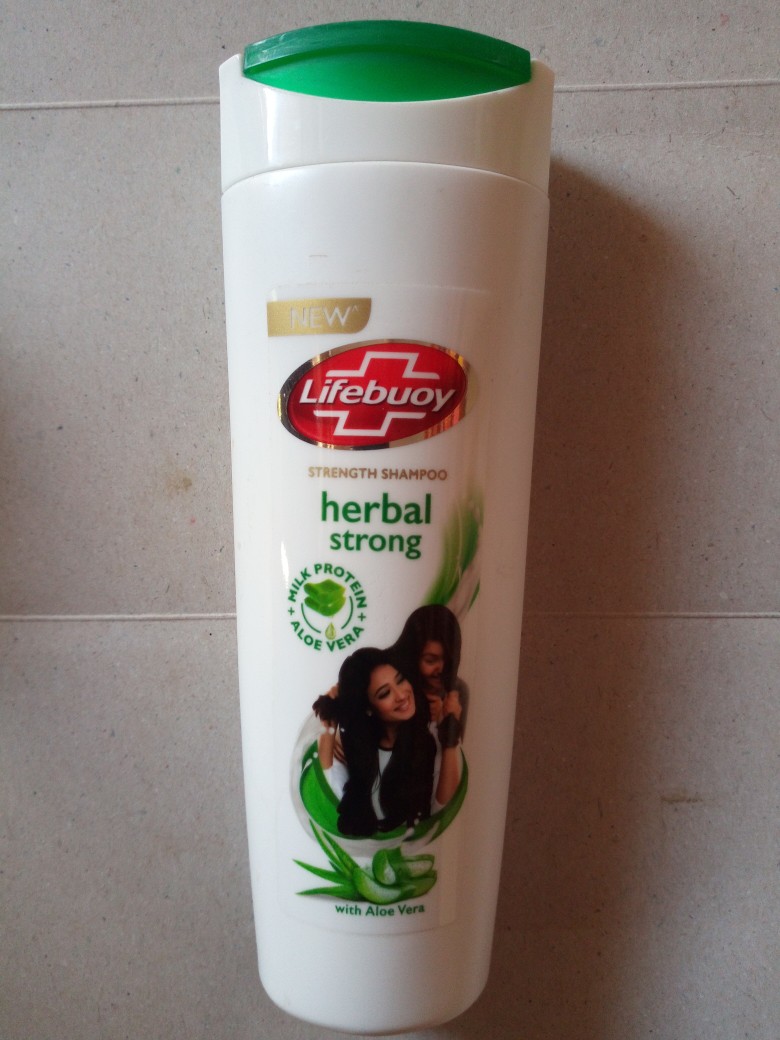 NEW^
Lifebuoy
STRENGTH SHAMPOO
herbal
strong
+ MILK PROTEIN +
ALOE VERA
with Aloe Vera